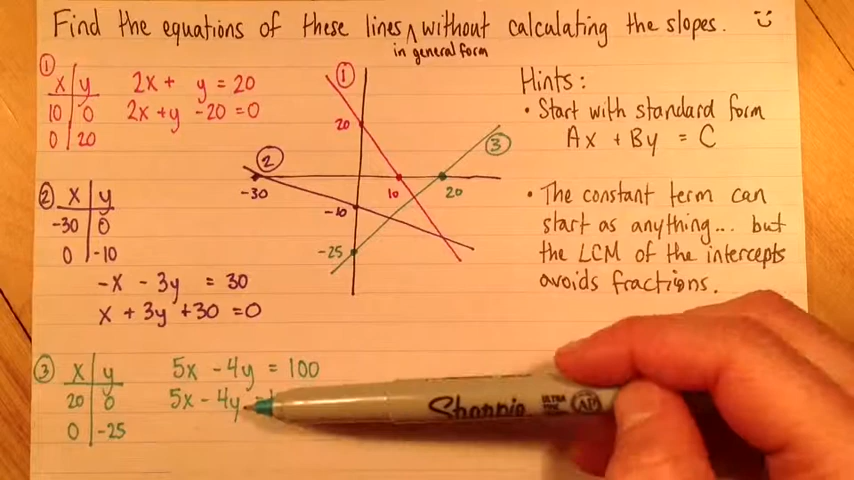 Find the equations of these lines ^ without calculating the slopes.
in general form
①
x y
10 0
0 20
2x + y = 20
2x + y - 20 = 0
②
x y
-30 0
0 -10
-x - 3y = 30
x + 3y + 30 = 0
③
x y
20 0
0 -25
5x - 4y = 100
5x - 4y -
①
20
②
-30
10
20
③
-10
-25
Hints:
• Start with standard form
Ax + By = C
• The constant term can
start as anything... but
the LCM of the intercepts
avoids fractions.
Sharpie
ULTRA FINE
AP